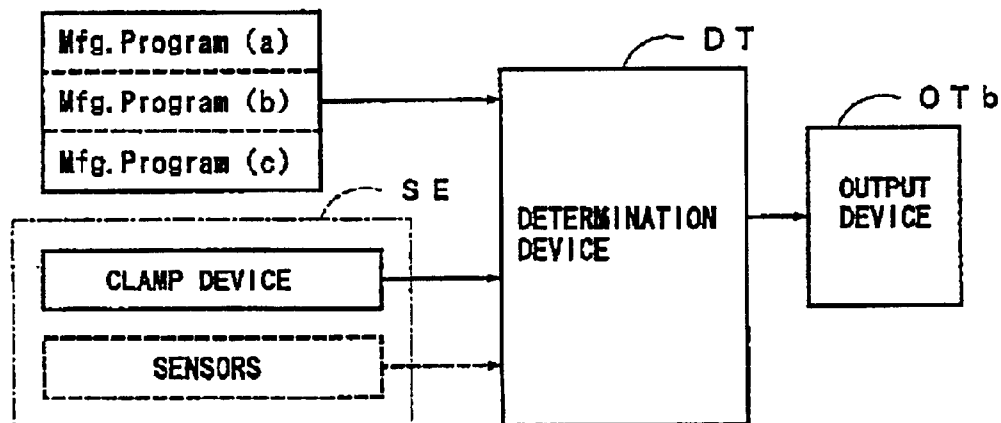 Mfg. Program (a)
Mfg. Program (b)
Mfg. Program (c)
DT
OTb
SE
CLAMP DEVICE
SENSORS
DETERMINATION
DEVICE
OUTPUT
DEVICE